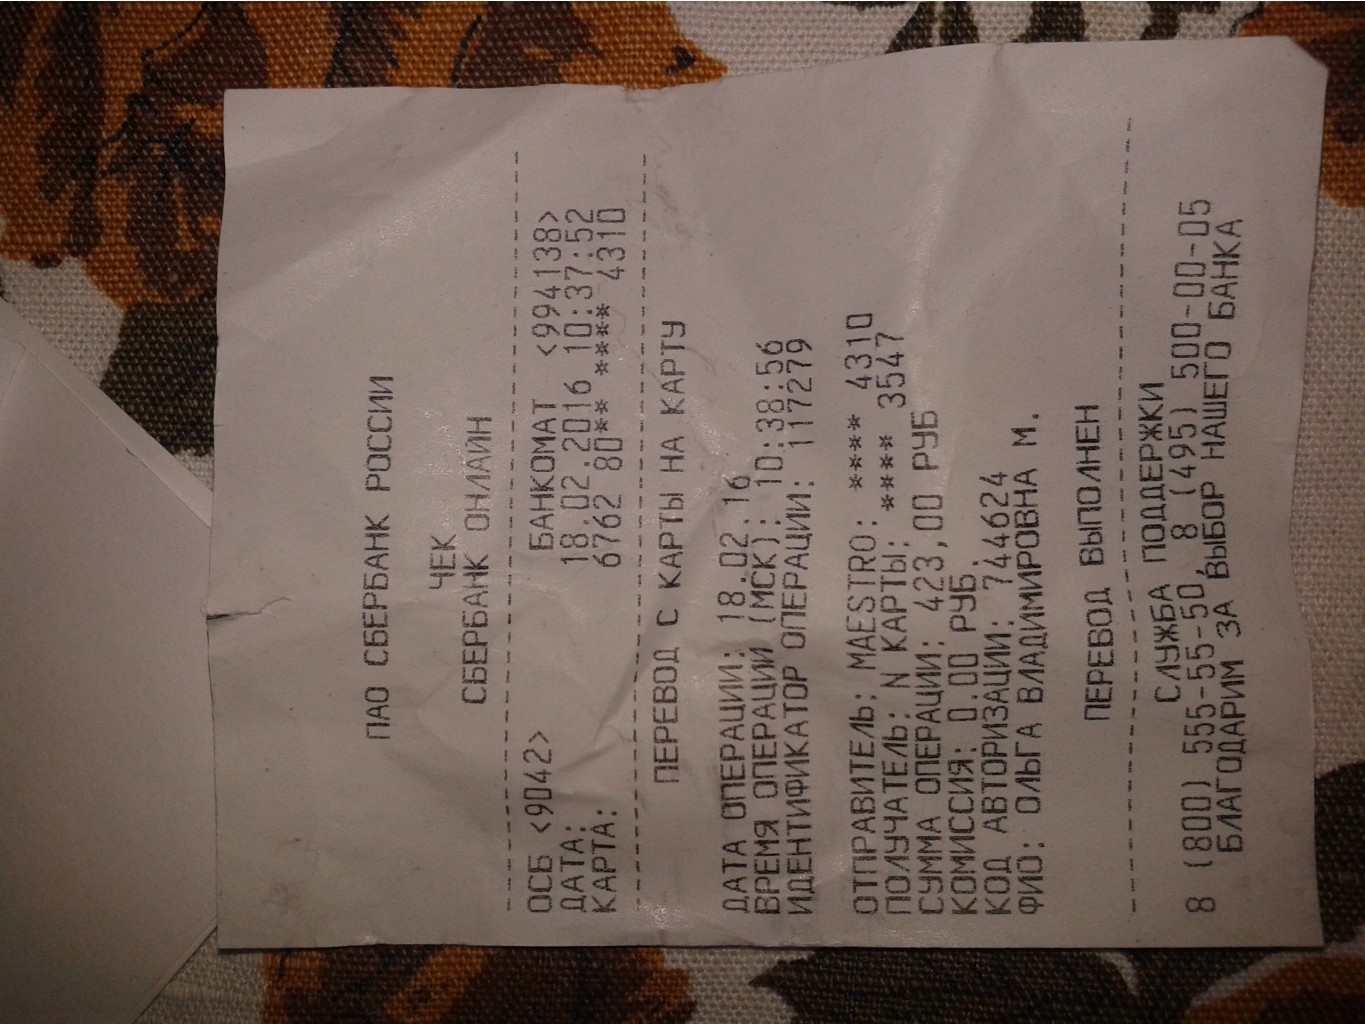 ПАО СБЕРБАНК РОССИИ
ЧЕК
СБЕРБАНК ОНЛАЙН
ОСБ <9042> БАНКОМАТ <994138>
ДАТА: 18.02.2016 10:37:52
КАРТА: 6762 80** **** 4310
ПЕРЕВОД С КАРТЫ НА КАРТУ
ДАТА ОПЕРАЦИИ: 18.02.16
ВРЕМЯ ОПЕРАЦИИ (МСК): 10:38:56
ИДЕНТИФИКАТОР ОПЕРАЦИИ: 117279
ОТПРАВИТЕЛЬ: MAESTRO: **** 4310
ПОЛУЧАТЕЛЬ: N КАРТЫ: **** 3547
СУММА ОПЕРАЦИИ: 423,00 РУБ
КОМИССИЯ: 0.00 РУБ.
КОД АВТОРИЗАЦИИ: 744624
ФИО: ОЛЬГА ВЛАДИМИРОВНА М.
ПЕРЕВОД ВЫПОЛНЕН
СЛУЖБА ПОДДЕРЖКИ
8 (800) 555-55-50, 8 (495) 500-00-05
БЛАГОДАРИМ ЗА ВЫБОР НАШЕГО БАНКА